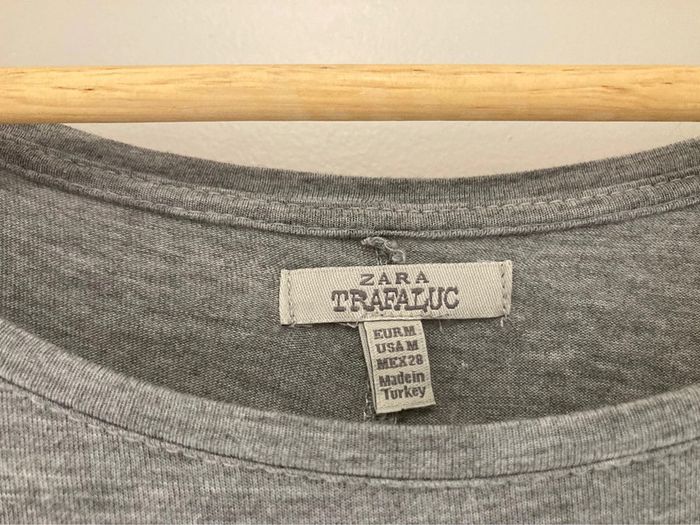 ZARA
TRAFALUC
EUR M
USA M
MEX 28
Made in
Turkey